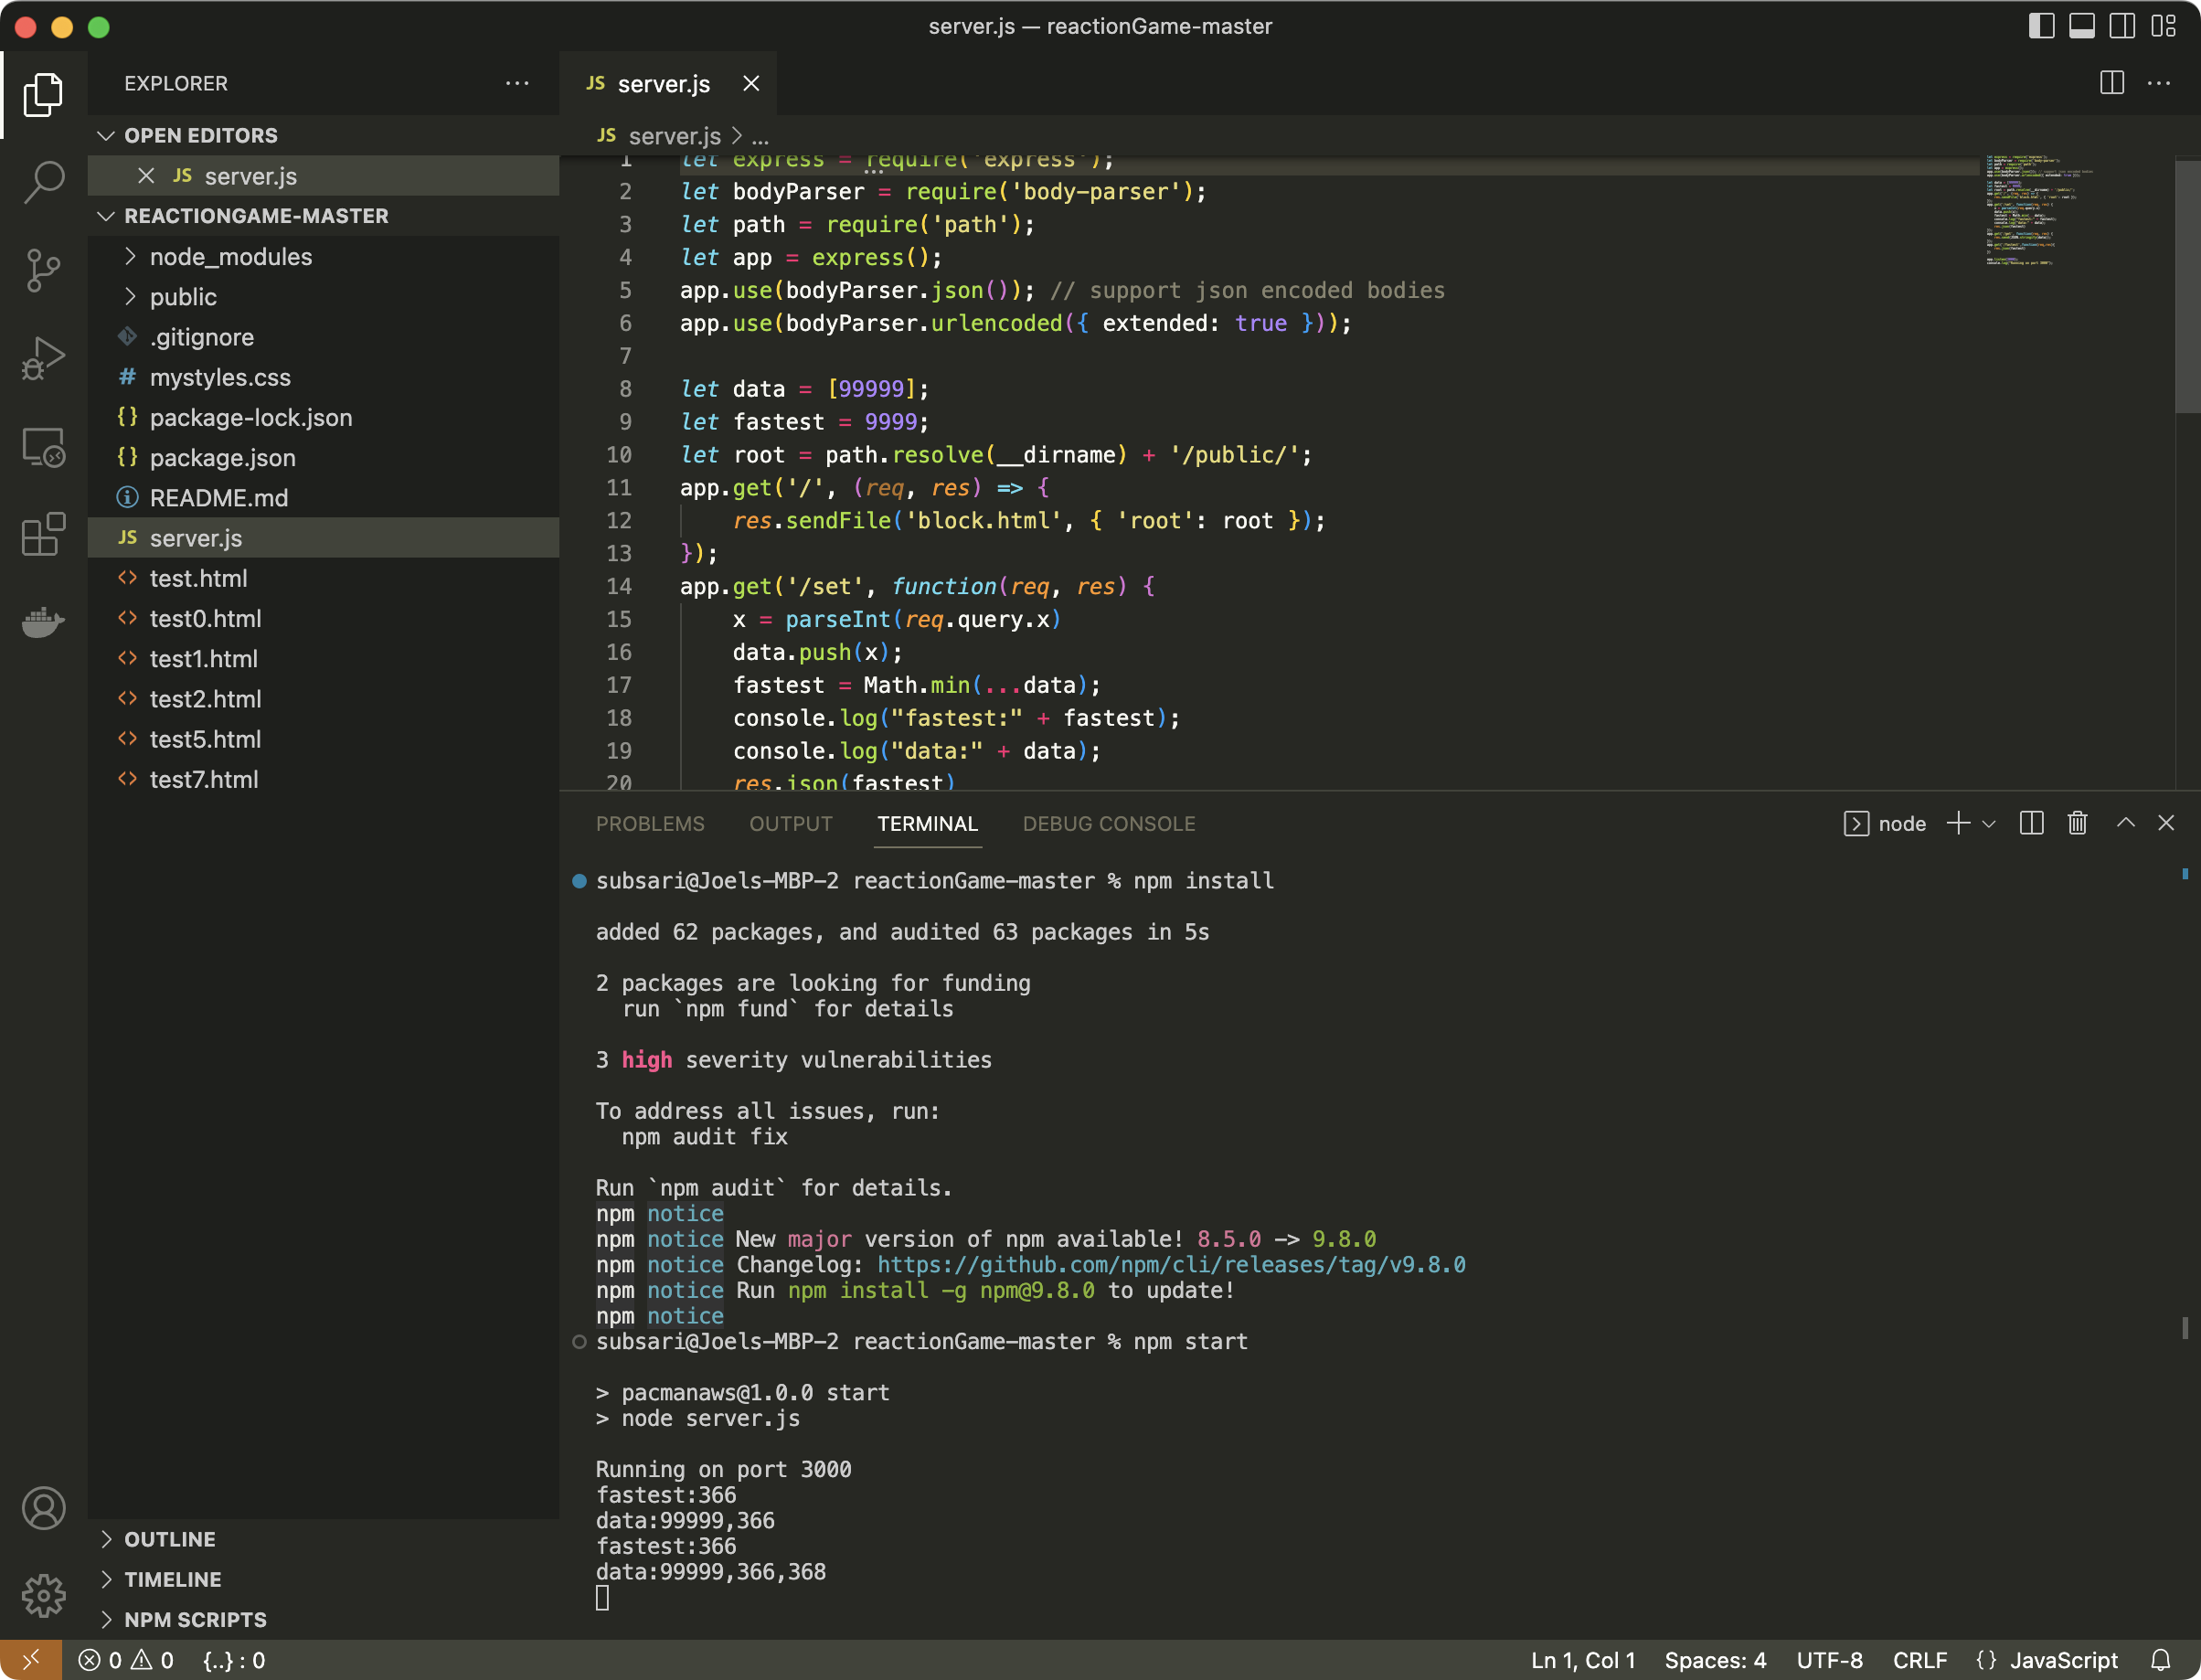 server.js — reactionGame-master
EXPLORER
OPEN EDITORS
JS server.js
REACTIONGAME-MASTER
node_modules
public
.gitignore
# mystyles.css
{} package-lock.json
{} package.json
README.md
JS server.js
<> test.html
<> test0.html
<> test1.html
<> test2.html
<> test5.html
<> test7.html
OUTLINE
TIMELINE
NPM SCRIPTS
JS server.js
JS server.js > ...
1 let express = require('express');
2 let bodyParser = require('body-parser');
3 let path = require('path');
4 let app = express();
5 app.use(bodyParser.json()); // support json encoded bodies
6 app.use(bodyParser.urlencoded({ extended: true }));
7
8 let data = [99999];
9 let fastest = 9999;
10 let root = path.resolve(__dirname) + '/public/';
11 app.get('/', (req, res) => {
12 res.sendFile('block.html', { 'root': root });
13 });
14 app.get('/set', function(req, res) {
15 x = parseInt(req.query.x)
16 data.push(x);
17 fastest = Math.min(...data);
18 console.log("fastest:" + fastest);
19 console.log("data:" + data);
20 res.json(fastest)
PROBLEMS OUTPUT TERMINAL DEBUG CONSOLE
node
subsari@Joels-MBP-2 reactionGame-master % npm install
added 62 packages, and audited 63 packages in 5s
2 packages are looking for funding
run `npm fund` for details
3 high severity vulnerabilities
To address all issues, run:
npm audit fix
Run `npm audit` for details.
npm notice
npm notice New major version of npm available! 8.5.0 -> 9.8.0
npm notice Changelog: https://github.com/npm/cli/releases/tag/v9.8.0
npm notice Run npm install -g npm@9.8.0 to update!
npm notice
subsari@Joels-MBP-2 reactionGame-master % npm start
> pacmanaws@1.0.0 start
> node server.js
Running on port 3000
fastest:366
data:99999,366
fastest:366
data:99999,366,368
0 0 {..} : 0
Ln 1, Col 1 Spaces: 4 UTF-8 CRLF {} JavaScript